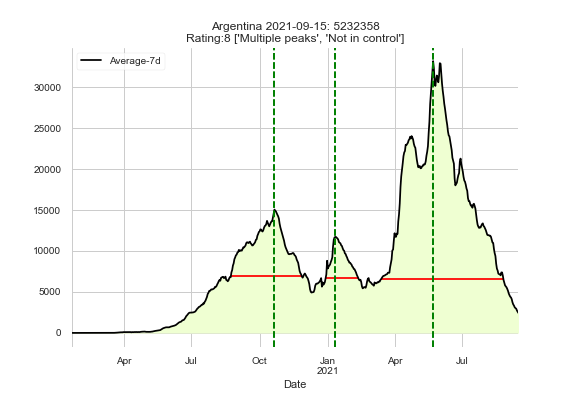 Argentina 2021-09-15: 5232358
Rating:8 ['Multiple peaks', 'Not in control']
Average-7d
30000
25000
20000
15000
10000
5000
0
Apr Jul Oct Jan Apr Jul
2021
Date